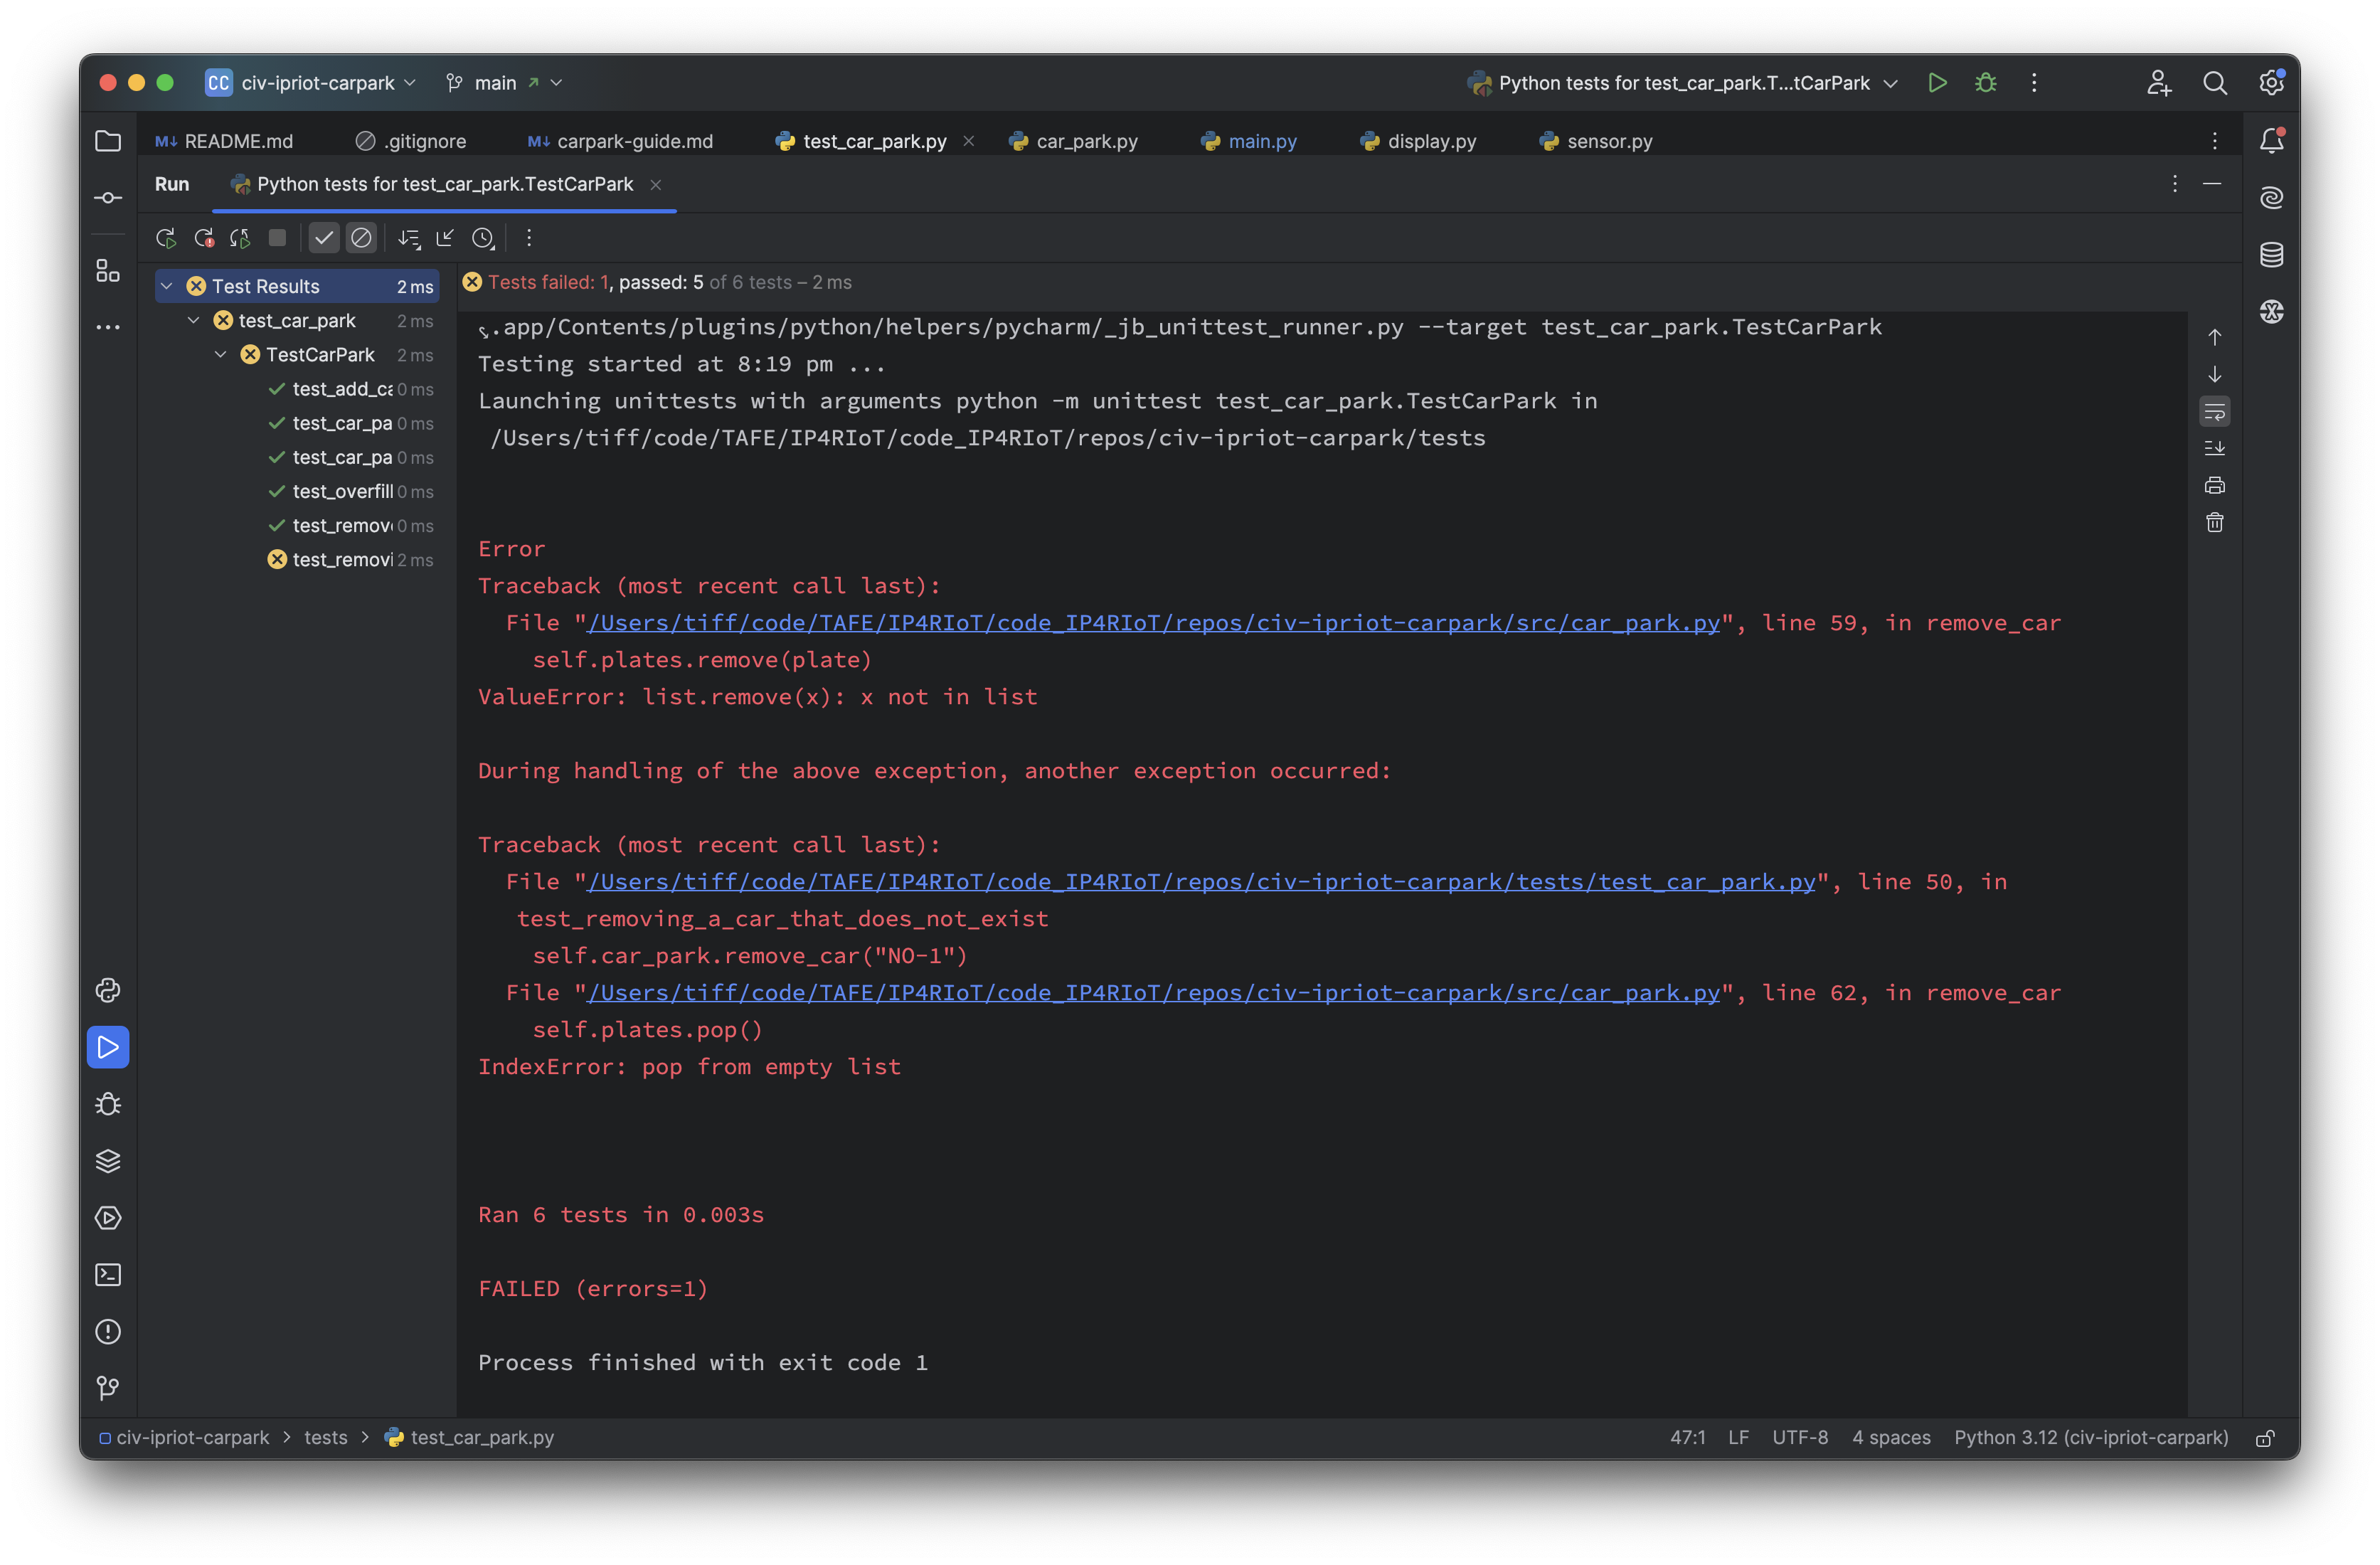 CC civ-ipriot-carpark main Python tests for test_car_park.T...tCarPark
README.md .gitignore carpark-guide.md test_car_park.py car_park.py main.py display.py sensor.py
Run Python tests for test_car_park.TestCarPark
Test Results 2 ms
test_car_park 2 ms
TestCarPark 2 ms
test_add_ca 0 ms
test_car_pa 0 ms
test_car_pa 0 ms
test_overfill 0 ms
test_remov 0 ms
test_removi 2 ms
Tests failed: 1, passed: 5 of 6 tests – 2 ms
.app/Contents/plugins/python/helpers/pycharm/_jb_unittest_runner.py --target test_car_park.TestCarPark
Testing started at 8:19 pm ...
Launching unittests with arguments python -m unittest test_car_park.TestCarPark in
/Users/tiff/code/TAFE/IP4RIoT/code_IP4RIoT/repos/civ-ipriot-carpark/tests
Error
Traceback (most recent call last):
File "/Users/tiff/code/TAFE/IP4RIoT/code_IP4RIoT/repos/civ-ipriot-carpark/src/car_park.py", line 59, in remove_car
self.plates.remove(plate)
ValueError: list.remove(x): x not in list
During handling of the above exception, another exception occurred:
Traceback (most recent call last):
File "/Users/tiff/code/TAFE/IP4RIoT/code_IP4RIoT/repos/civ-ipriot-carpark/tests/test_car_park.py", line 50, in
test_removing_a_car_that_does_not_exist
self.car_park.remove_car("NO-1")
File "/Users/tiff/code/TAFE/IP4RIoT/code_IP4RIoT/repos/civ-ipriot-carpark/src/car_park.py", line 62, in remove_car
self.plates.pop()
IndexError: pop from empty list
Ran 6 tests in 0.003s
FAILED (errors=1)
Process finished with exit code 1
civ-ipriot-carpark > tests > test_car_park.py 47:1 LF UTF-8 4 spaces Python 3.12 (civ-ipriot-carpark)